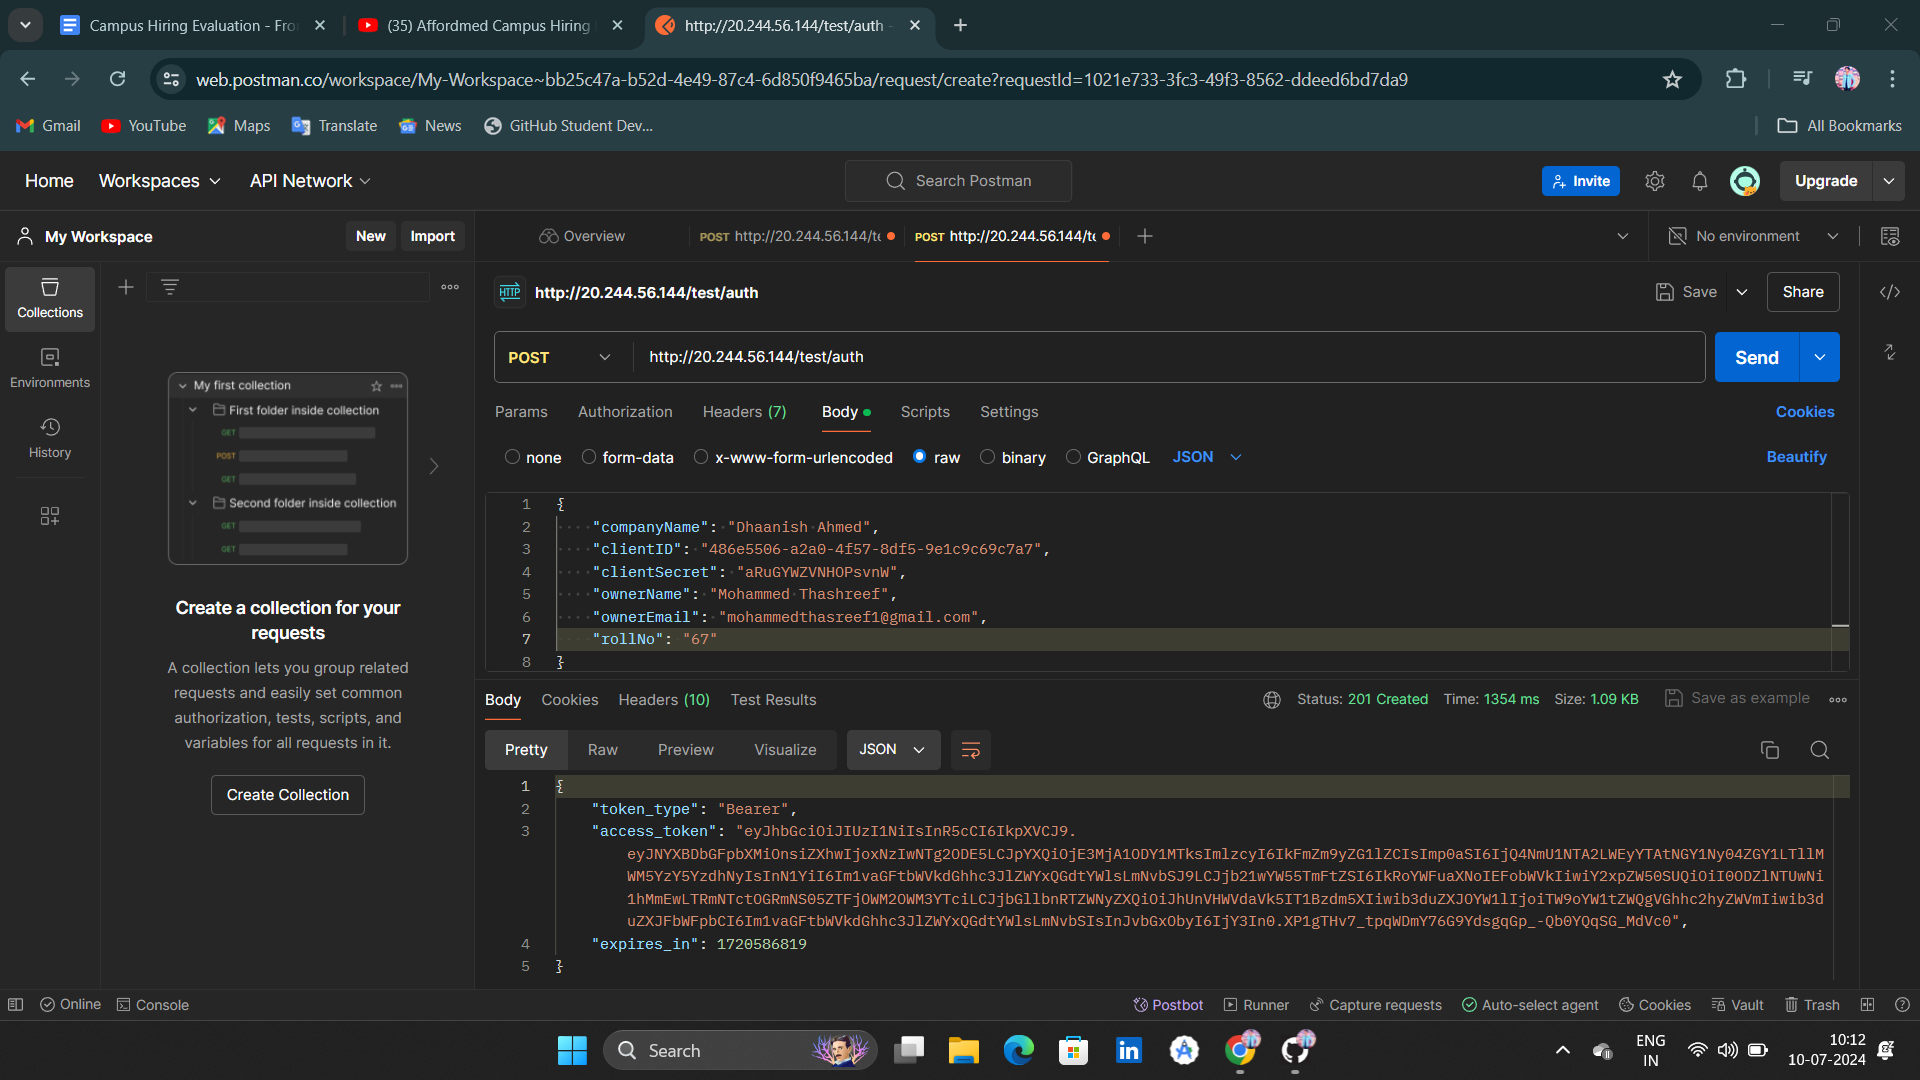 Campus Hiring Evaluation - Fro
(35) Affordmed Campus Hiring
http://20.244.56.144/test/auth -
web.postman.co/workspace/My-Workspace~bb25c47a-b52d-4e49-87c4-6d850f9465ba/request/create?requestId=1021e733-3fc3-49f3-8562-ddeed6bd7da9
Gmail YouTube Maps Translate News GitHub Student Dev... All Bookmarks
Home Workspaces API Network Search Postman Invite Upgrade
My Workspace New Import Overview POST http://20.244.56.144/te POST http://20.244.56.144/te No environment
Collections
Environments
History
My first collection
First folder inside collection
GET
POST
GET
Second folder inside collection
GET
GET
Create a collection for your
requests
A collection lets you group related
requests and easily set common
authorization, tests, scripts, and
variables for all requests in it.
Create Collection
HTTP http://20.244.56.144/test/auth Save Share
POST http://20.244.56.144/test/auth Send
Params Authorization Headers (7) Body Scripts Settings Cookies
none form-data x-www-form-urlencoded raw binary GraphQL JSON Beautify
1 {
2 "companyName": "Dhaanish Ahmed",
3 "clientID": "486e5506-a2a0-4f57-8df5-9e1c9c69c7a7",
4 "clientSecret": "aRuGYWZVNHOPsvnW",
5 "ownerName": "Mohammed Thashreef",
6 "ownerEmail": "mohammedthasreef1@gmail.com",
7 "rollNo": "67"
8 }
Body Cookies Headers (10) Test Results Status: 201 Created Time: 1354 ms Size: 1.09 KB Save as example
Pretty Raw Preview Visualize JSON
1 {
2 "token_type": "Bearer",
3 "access_token": "eyJhbGciOiJIUzI1NiIsInR5cCI6IkpXVCJ9.
eyJNYXBDbGFpbXMiOnsiZXhwIjoxNzIwNTg2ODE5LCJpYXQiOjE3MjA1ODY1MTksImlzcyI6IkFmZm9yZG1lZCIsImp0aSI6IjQ4NmU1NTA2LWEyYTAtNGY1Ny04ZGY1LTllM
WM5YzY5YzdhNyIsInN1YiI6Im1vaGFtbWVkdGhhc3JlZWYxQGdtYWlsLmNvbSJ9LCJjb21wYW55TmFtZSI6IkRoYWFuaXNoIEFobWVkIiwiY2xpZW50SUQiOiI0ODZlNTUwNi
1hMmEwLTRmNTctOGRmNS05ZTFjOWM2OWM3YTciLCJjbGllbnRTZWNyZXQiOiJhUnVHWVdaVk5IT1Bzdm5XIiwib3duZXJOYW1lIjoiTW9oYW1tZWQgVGhhc2hyZWVmIiwib3d
uZXJFbWFpbCI6Im1vaGFtbWVkdGhhc3JlZWYxQGdtYWlsLmNvbSIsInJvbGxObyI6IjY3In0.XP1gTHv7_tpqWDmY76G9YdsgqGp_-Qb0YQqSG_MdVc0",
4 "expires_in": 1720586819
5 }
Online Console Postbot Runner Capture requests Auto-select agent Cookies Vault Trash
Search ENG
IN
10:12
10-07-2024